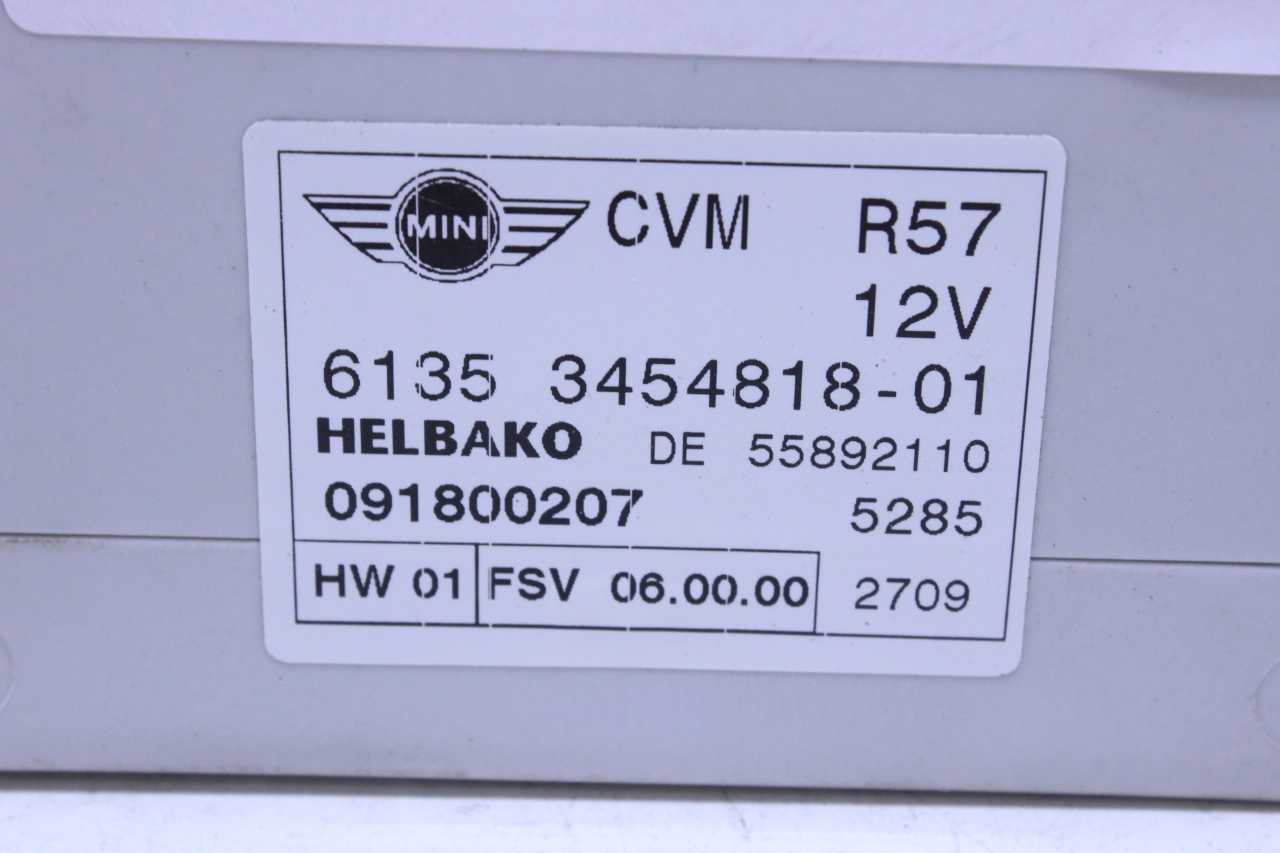 MINI CVM R57
12V
6135 3454818-01
HELBAKO DE 55892110
091800207 5285
HW 01 FSV 06.00.00 2709